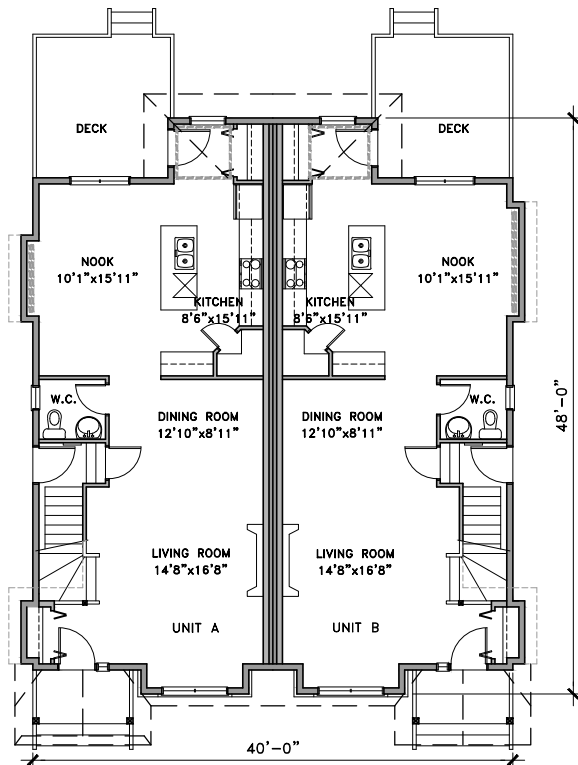 DECK
DECK
NOOK
10'1"x15'11"
NOOK
10'1"x15'11"
KITCHEN
8'6"x15'11"
KITCHEN
8'6"x15'11"
W.C.
W.C.
DINING ROOM
12'10"x8'11"
DINING ROOM
12'10"x8'11"
48'-0"
LIVING ROOM
14'8"x16'8"
LIVING ROOM
14'8"x16'8"
UNIT A
UNIT B
40'-0"